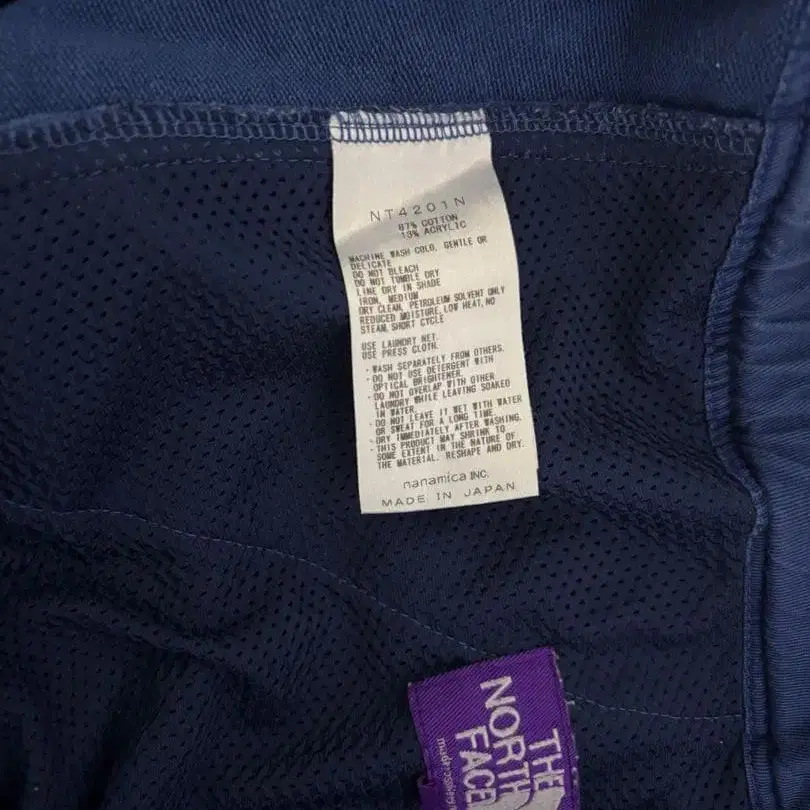 NT4201N
87% COTTON
13% ACRYLIC
MACHINE WASH COLD, GENTLE OR
DELICATE
DO NOT BLEACH
DO NOT TUMBLE DRY
LINE DRY IN SHADE
IRON, MEDIUM
DRY CLEAN, PETROLEUM SOLVENT ONLY
REDUCED MOISTURE, LOW HEAT, NO
STEAM, SHORT CYCLE
USE LAUNDRY NET.
USE PRESS CLOTH.
・WASH SEPARATELY FROM OTHERS.
・DO NOT USE DETERGENT WITH
OPTICAL BRIGHTENER.
・DO NOT OVERLAP WITH OTHER
LAUNDRY WHILE LEAVING SOAKED
IN WATER.
・DO NOT LEAVE IT WET WITH WATER
OR SWEAT FOR A LONG TIME.
・DRY IMMEDIATELY AFTER WASHING.
・THIS PRODUCT MAY SHRINK TO
SOME EXTENT IN THE NATURE OF
THE MATERIAL. RESHAPE AND DRY.
nanamica INC.
MADE IN JAPAN
THE
NORTH
FACE